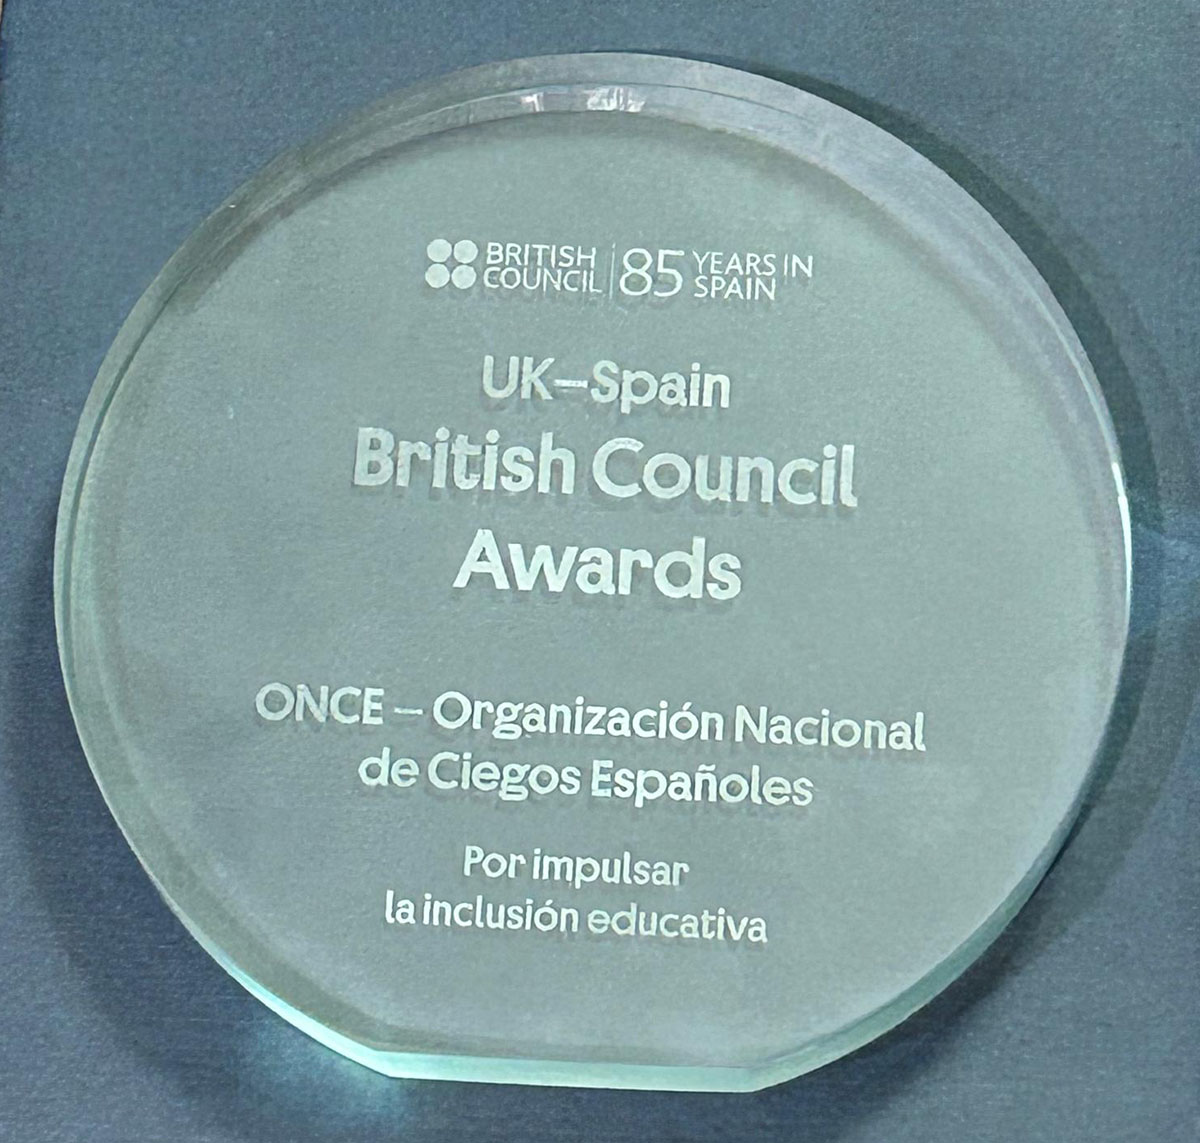 BRITISH COUNCIL | 85 YEARS IN SPAIN
UK–Spain
British Council
Awards
ONCE – Organización Nacional
de Ciegos Españoles
Por impulsar
la inclusión educativa